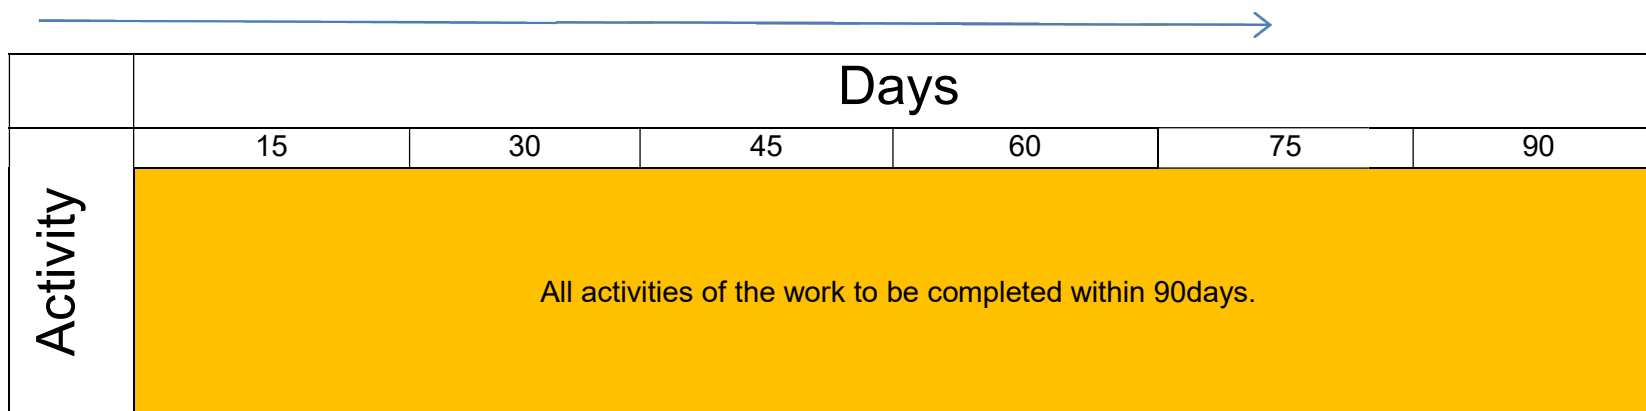 Days
15 30 45 60 75 90
Activity
All activities of the work to be completed within 90days.